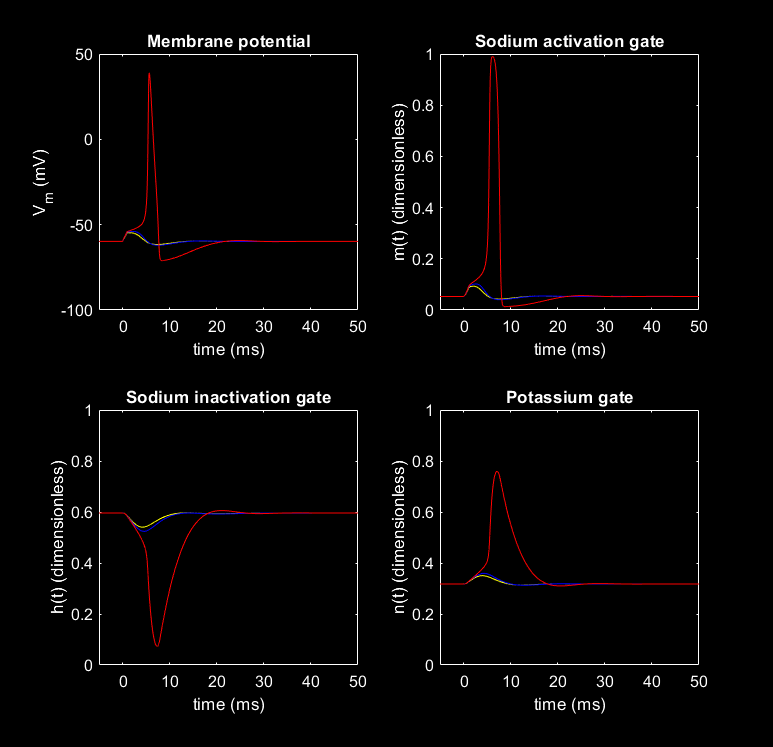 Membrane potential
50
0
-50
-100
V_m (mV)
0 10 20 30 40 50
time (ms)
Sodium activation gate
1
0.8
0.6
0.4
0.2
0
m(t) (dimensionless)
0 10 20 30 40 50
time (ms)
Sodium inactivation gate
1
0.8
0.6
0.4
0.2
0
h(t) (dimensionless)
0 10 20 30 40 50
time (ms)
Potassium gate
1
0.8
0.6
0.4
0.2
0
n(t) (dimensionless)
0 10 20 30 40 50
time (ms)